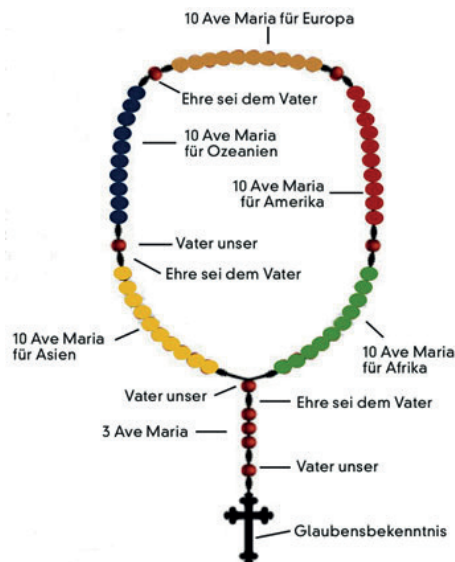 10 Ave Maria für Europa
Ehre sei dem Vater
10 Ave Maria
für Ozeanien
10 Ave Maria
für Amerika
Vater unser
Ehre sei dem Vater
10 Ave Maria
für Asien
10 Ave Maria
für Afrika
Vater unser
Ehre sei dem Vater
3 Ave Maria
Vater unser
Glaubensbekenntnis